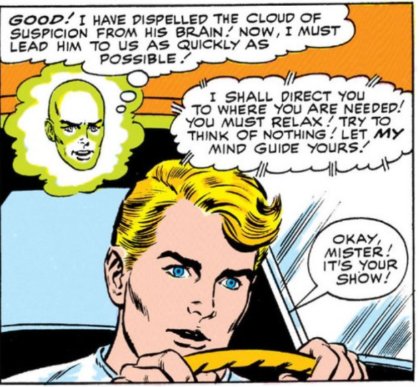 GOOD! I HAVE DISPELLED THE CLOUD OF
SUSPICION FROM HIS BRAIN! NOW, I MUST
LEAD HIM TO US AS QUICKLY AS
POSSIBLE!
I SHALL DIRECT YOU
TO WHERE YOU ARE NEEDED!
YOU MUST RELAX! TRY TO
THINK OF NOTHING! LET MY
MIND GUIDE YOURS!
OKAY,
MISTER!
IT'S YOUR
SHOW!